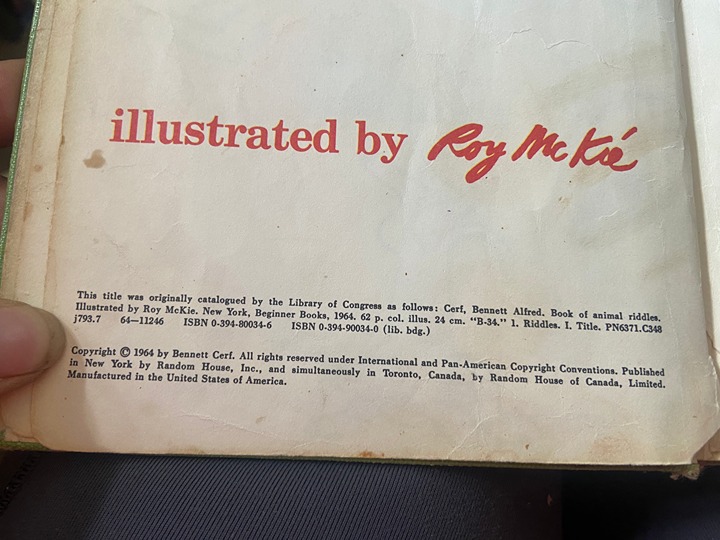 illustrated by Roy McKié
This title was originally catalogued by the Library of Congress as follows: Cerf, Bennett Alfred. Book of animal riddles.
Illustrated by Roy McKie. New York, Beginner Books, 1964. 62 p. col. illus. 24 cm. "B-34." 1. Riddles. I. Title. PN6371.C348
j793.7 64—11246 ISBN 0-394-80034-6 ISBN 0-394-90034-0 (lib. bdg.)
Copyright © 1964 by Bennett Cerf. All rights reserved under International and Pan-American Copyright Conventions. Published
in New York by Random House, Inc., and simultaneously in Toronto, Canada, by Random House of Canada, Limited.
Manufactured in the United States of America.